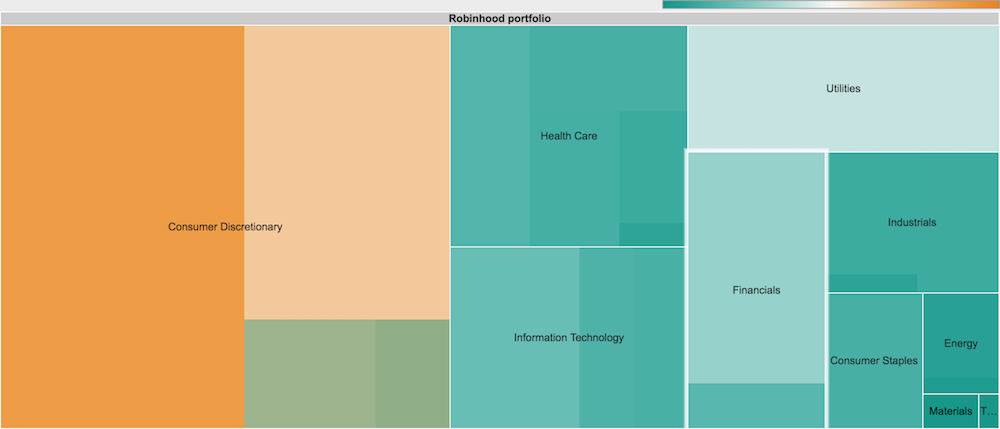 Robinhood portfolio
Utilities
Health Care
Industrials
Consumer Discretionary
Financials
Information Technology
Energy
Consumer Staples
Materials
T...